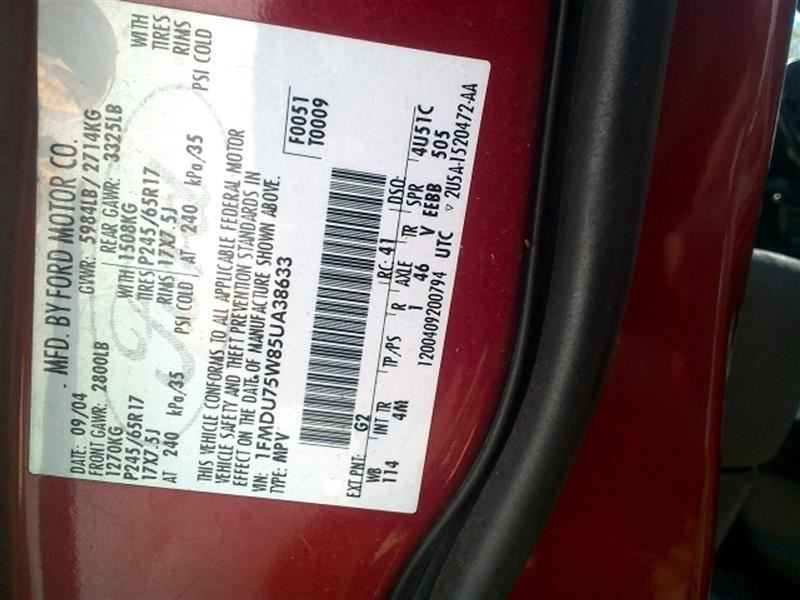 MFD. BY FORD MOTOR CO.
DATE: 09/04 GVWR: 5984LB/ 2714KG
FRONT GAWR: 2800LB REAR GAWR: 3325LB
1270KG WITH 1508KG WITH
P245/65R17 TIRES P245/65R17 TIRES
17X7.5J RIMS 17X7.5J RIMS
AT 240 kPa/35 PSI COLD AT 240 kPa/35 PSI COLD
THIS VEHICLE CONFORMS TO ALL APPLICABLE FEDERAL MOTOR
VEHICLE SAFETY AND THEFT PREVENTION STANDARDS IN
EFFECT ON THE DATE OF MANUFACTURE SHOWN ABOVE.
VIN: 1FMDU75W85UA38633
TYPE: MPV
F0051
T0009
EXT PNT: G2 RC: 41 DSO:
WB INT TR TP/PS R AXLE TR SPR 4U51C
114 4M 1 46 V EEBB 505
1200409200794 UTC ▽ 2U5A-1520472-AA